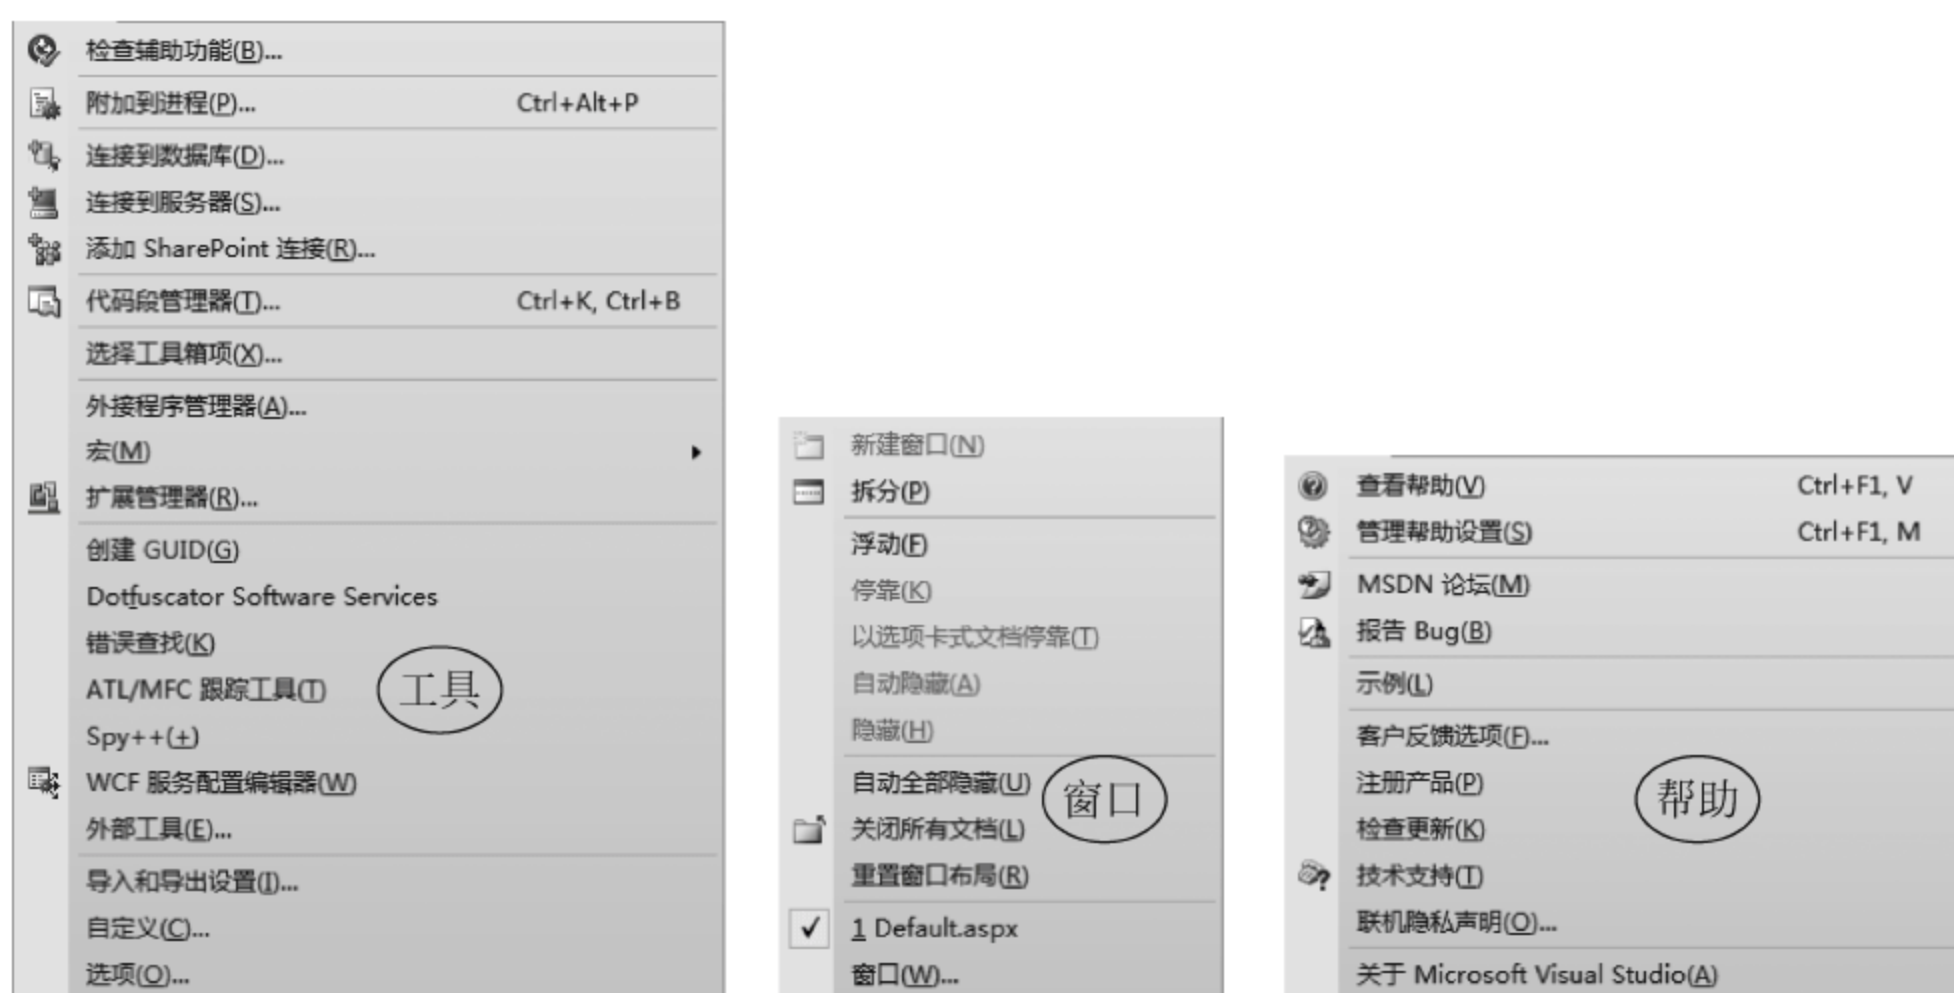 检查辅助功能(B)...
附加到进程(P)... Ctrl+Alt+P
连接到数据库(D)...
连接到服务器(S)...
添加 SharePoint 连接(R)...
代码段管理器(T)... Ctrl+K, Ctrl+B
选择工具箱项(X)...
外接程序管理器(A)...
宏(M)
扩展管理器(R)...
创建 GUID(G)
Dotfuscator Software Services
错误查找(K)
ATL/MFC 跟踪工具(T)
工具
Spy++(+)
WCF 服务配置编辑器(W)
外部工具(E)...
导入和导出设置(I)...
自定义(C)...
选项(O)...
新建窗口(N)
拆分(P)
浮动(F)
停靠(K)
以选项卡式文档停靠(T)
自动隐藏(A)
隐藏(H)
自动全部隐藏(U)
窗口
关闭所有文档(L)
重置窗口布局(R)
1 Default.aspx
窗口(W)...
查看帮助(V) Ctrl+F1, V
管理帮助设置(S) Ctrl+F1, M
MSDN 论坛(M)
报告 Bug(B)
示例(L)
客户反馈选项(F)...
注册产品(P)
帮助
检查更新(K)
技术支持(T)
联机隐私声明(O)...
关于 Microsoft Visual Studio(A)